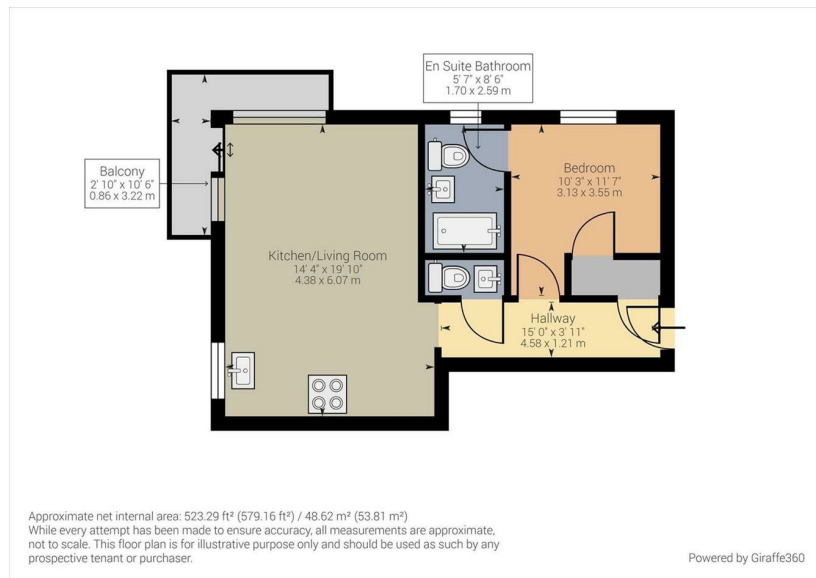 En Suite Bathroom
5' 7" x 8' 6"
1.70 x 2.59 m
Balcony
2' 10" x 10' 6"
0.86 x 3.22 m
Bedroom
10' 3" x 11' 7"
3.13 x 3.55 m
Kitchen/Living Room
14' 4" x 19' 10"
4.38 x 6.07 m
Hallway
15' 0" x 3' 11"
4.58 x 1.21 m
Approximate net internal area: 523.29 ft² (579.16 ft²) / 48.62 m² (53.81 m²)
While every attempt has been made to ensure accuracy, all measurements are approximate,
not to scale. This floor plan is for illustrative purpose only and should be used as such by any
prospective tenant or purchaser.
Powered by Giraffe360